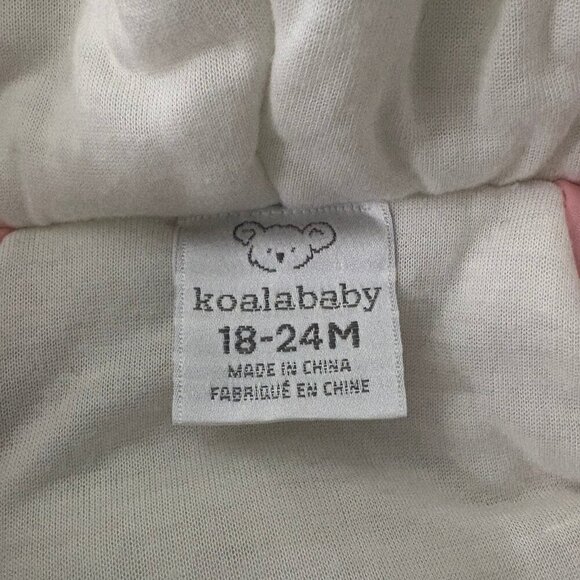 koalababy
18-24M
MADE IN CHINA
FABRIQUÉ EN CHINE